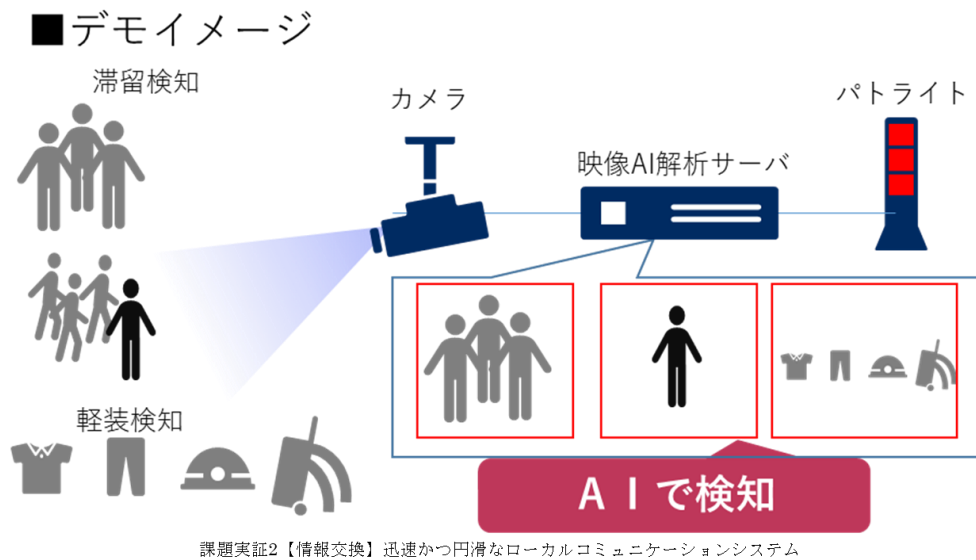 ■デモイメージ
滞留検知
カメラ
パトライト
映像AI解析サーバ
軽装検知
AIで検知
課題実証2【情報交換】迅速かつ円滑なローカルコミュニケーションシステム